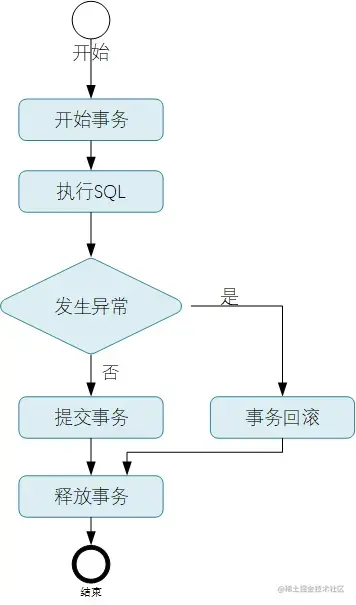 开始
开始事务
执行SQL
发生异常
是
否
提交事务
事务回滚
释放事务
结束
@稀土掘金技术社区